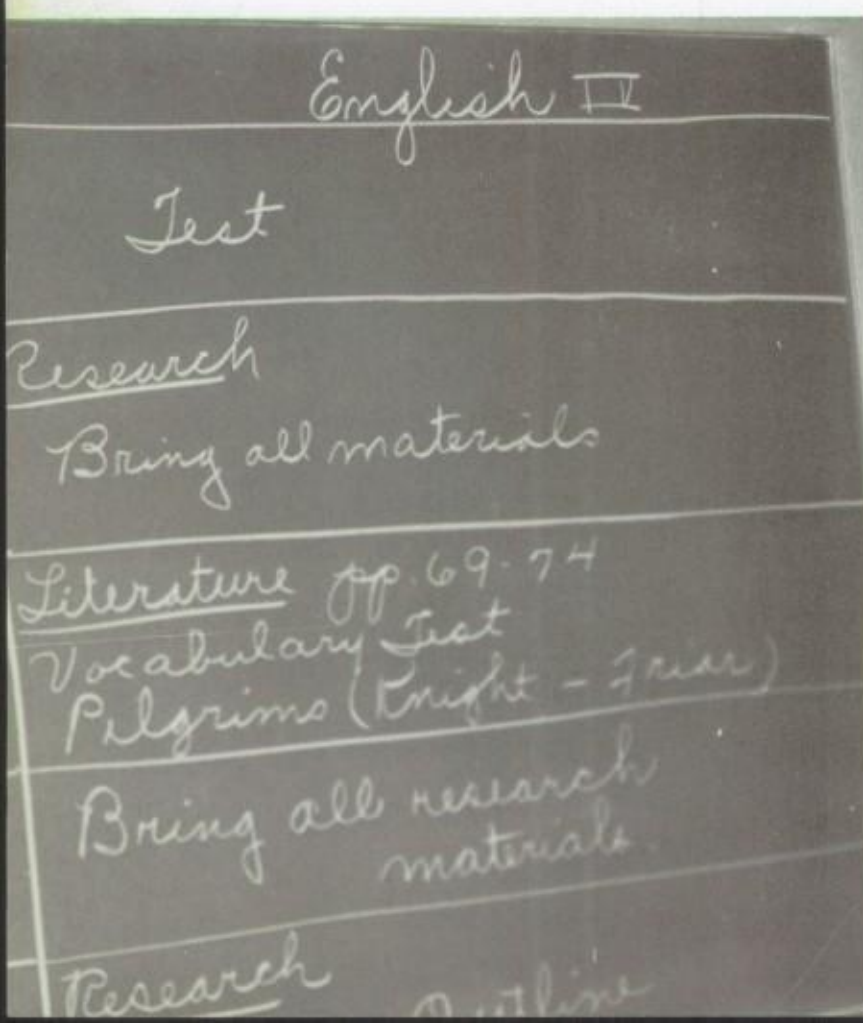 English IV
Test
Research
Bring all materials
Literature pp. 69-74
Vocabulary Test
Pilgrims (Knight - Friar)
Bring all research
materials.
Research
Outline